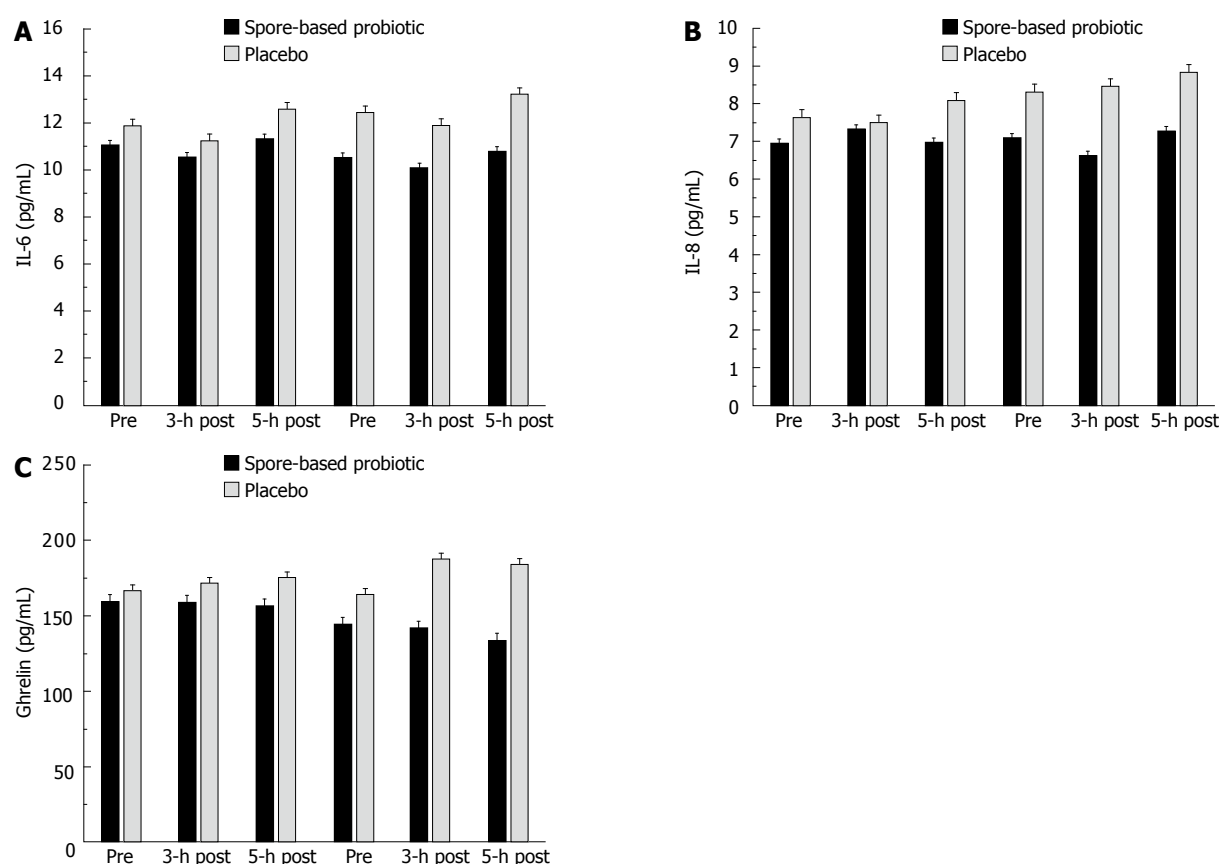 A
Spore-based probiotic
Placebo
IL-6 (pg/mL)
16
14
12
10
8
6
4
2
0
Pre 3-h post 5-h post Pre 3-h post 5-h post
B
Spore-based probiotic
Placebo
IL-8 (pg/mL)
10
9
8
7
6
5
4
3
2
1
0
Pre 3-h post 5-h post Pre 3-h post 5-h post
C
Spore-based probiotic
Placebo
Ghrelin (pg/mL)
250
200
150
100
50
0
Pre 3-h post 5-h post Pre 3-h post 5-h post